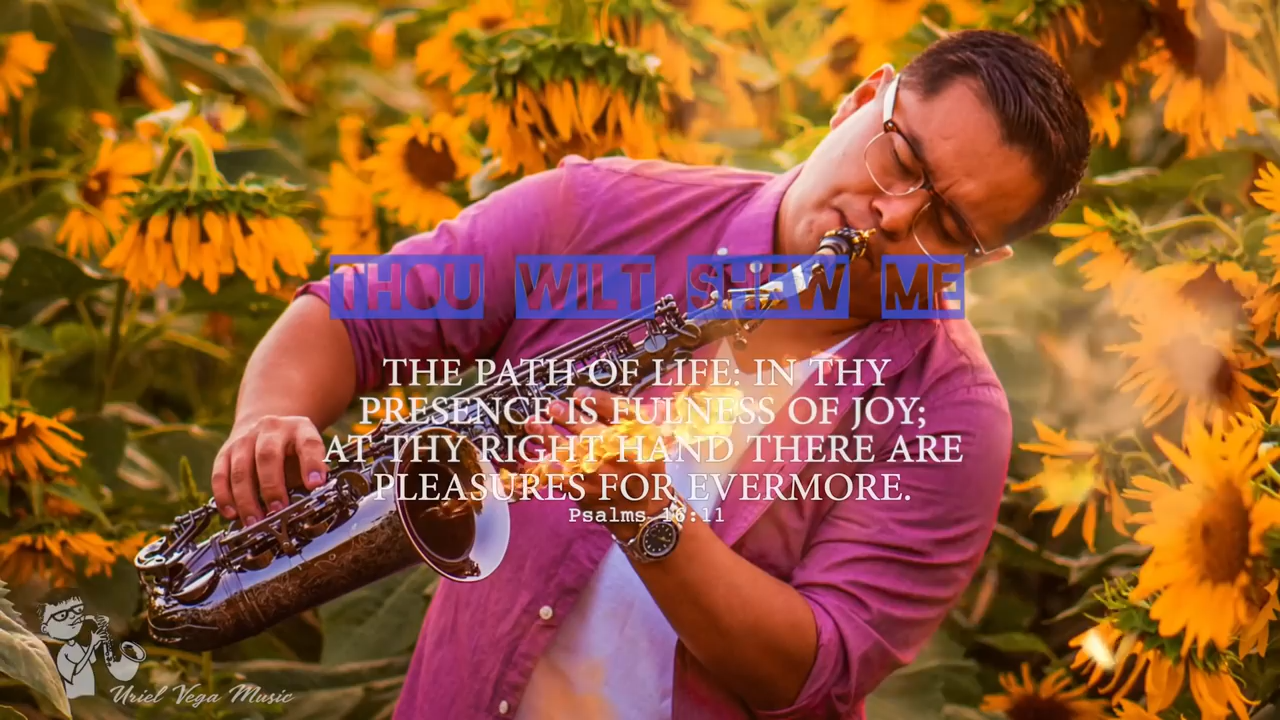 THOU WILT SHEW ME
THE PATH OF LIFE: IN THY
PRESENCE IS FULNESS OF JOY;
AT THY RIGHT HAND THERE ARE
PLEASURES FOR EVERMORE.
Psalms 16:11
Uriel Vega Music